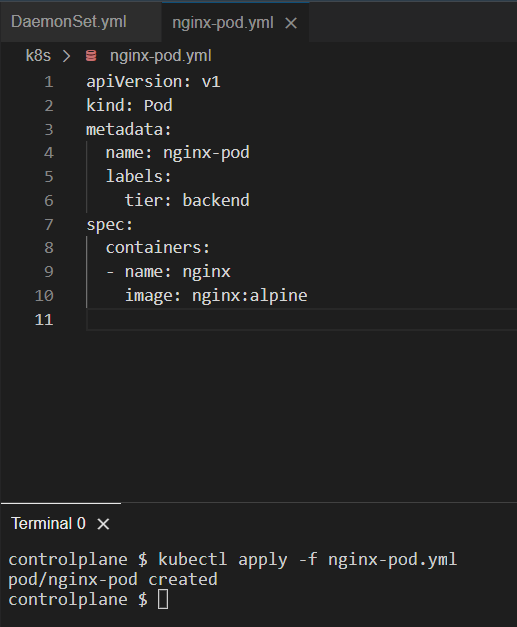 DaemonSet.yml nginx-pod.yml ×
k8s > nginx-pod.yml
1 apiVersion: v1
2 kind: Pod
3 metadata:
4   name: nginx-pod
5   labels:
6     tier: backend
7 spec:
8   containers:
9   - name: nginx
10     image: nginx:alpine
11
Terminal 0 ×
controlplane $ kubectl apply -f nginx-pod.yml
pod/nginx-pod created
controlplane $